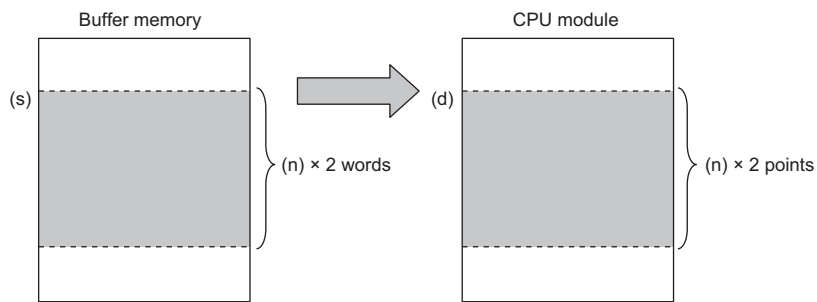 Buffer memory
CPU module
(s)
(d)
(n) × 2 words
(n) × 2 points